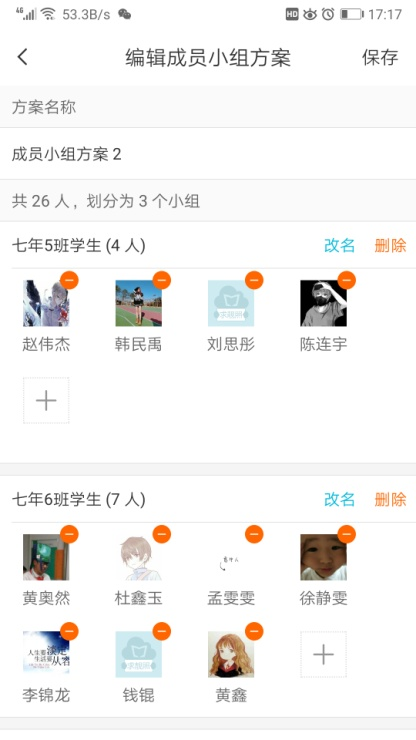 4G 53.3B/s HD 17:17
编辑成员小组方案 保存
方案名称
成员小组方案 2
共 26 人，划分为 3 个小组
七年5班学生 (4 人) 改名 删除
赵伟杰 韩民禹 刘思彤 陈连宇
七年6班学生 (7 人) 改名 删除
黄奥然 杜鑫玉 孟雯雯 徐静雯
李锦龙 钱锟 黄鑫